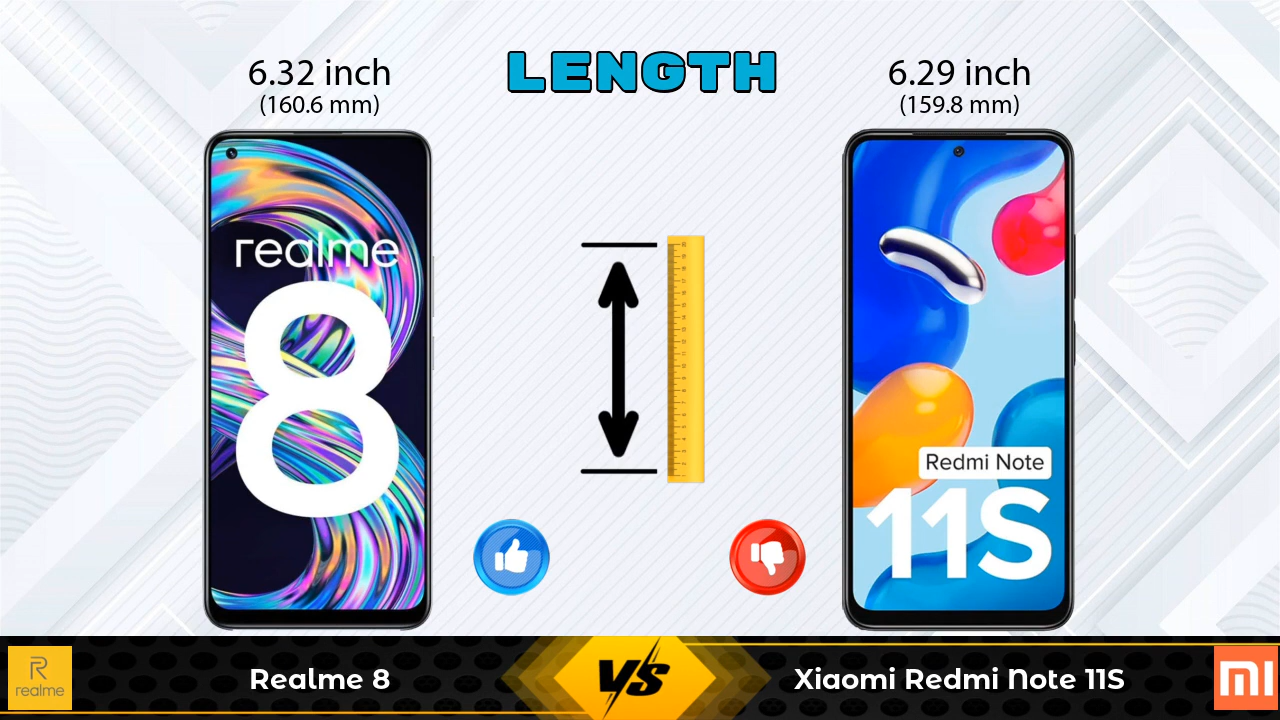 LENGTH
6.32 inch
(160.6 mm)
6.29 inch
(159.8 mm)
realme
8
Redmi Note
11S
R
realme
Realme 8
VS
Xiaomi Redmi Note 11S
MI